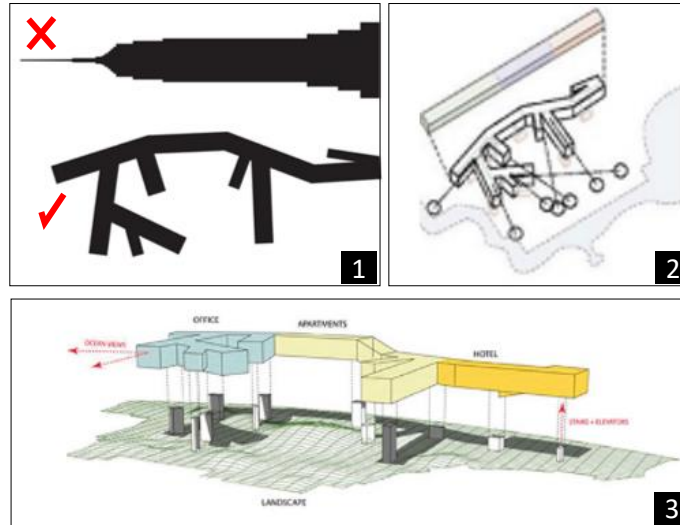 1
2
OFFICE
APARTMENTS
OCEAN VIEWS
HOTEL
STAIRS + ELEVATORS
LANDSCAPE
3